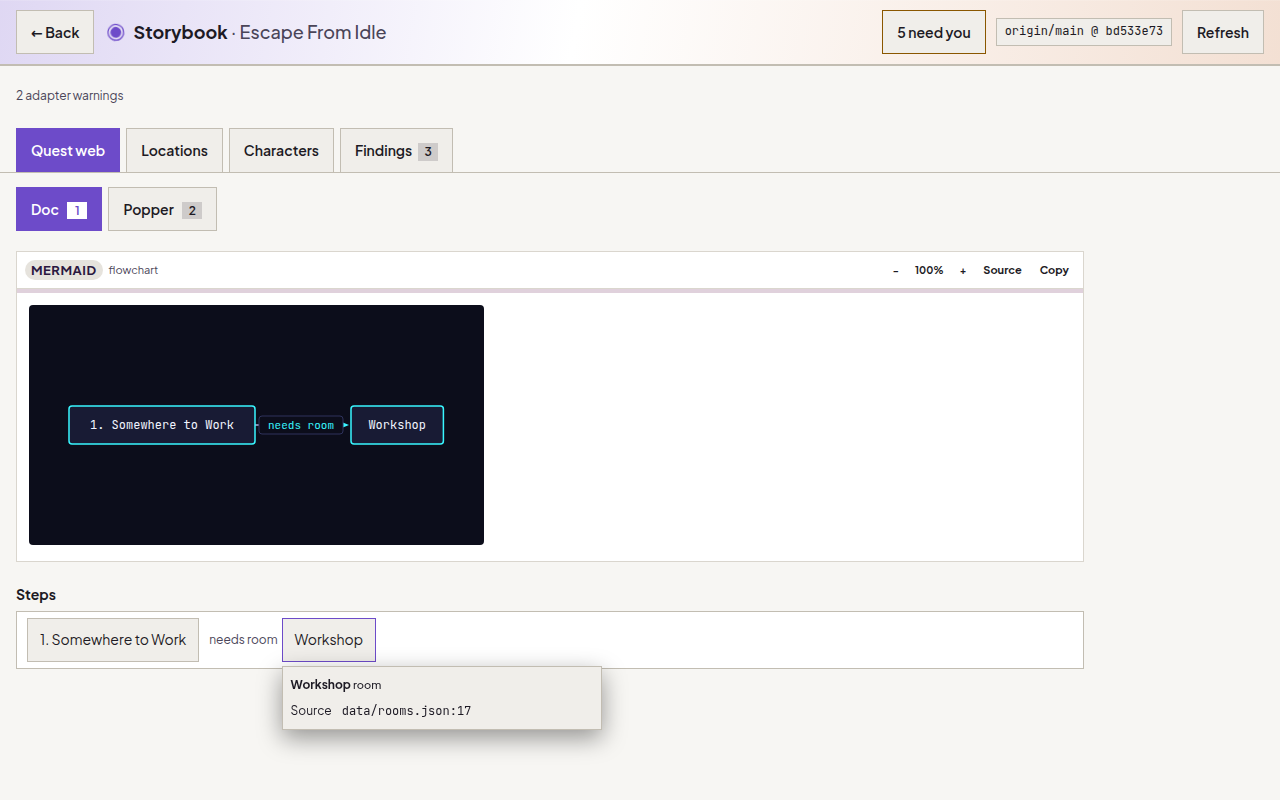 ← Back
Storybook · Escape From Idle
5 need you
origin/main @ bd533e73
Refresh
2 adapter warnings
Quest web
Locations
Characters
Findings 3
Doc 1
Popper 2
MERMAID flowchart
– 100% + Source Copy
1. Somewhere to Work
needs room
Workshop
Steps
1. Somewhere to Work needs room Workshop
Workshop room
Source data/rooms.json:17